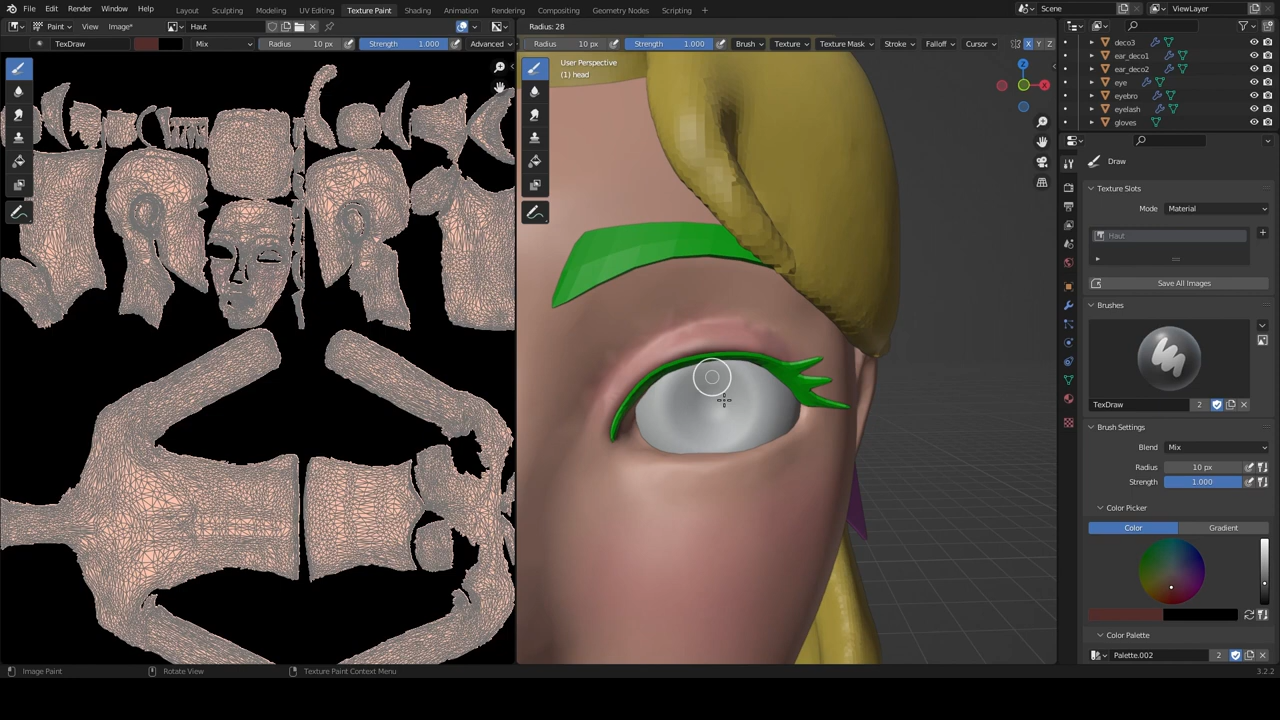 File Edit Render Window Help Layout Sculpting Modeling UV Editing Texture Paint Shading Animation Rendering Compositing Geometry Nodes Scripting + Scene ViewLayer
Paint View Image* Haut Radius: 28
TexDraw Mix Radius 10 px Strength 1.000 Advanced Radius 10 px Strength 1.000 Brush Texture Texture Mask Stroke Falloff Cursor X Y Z
User Perspective
(1) head
Z
X
deco3
ear_deco1
ear_deco2
eye
eyebro
eyelash
gloves
Draw
Texture Slots
Mode Material
Haut
Save All Images
Brushes
TexDraw 2
Brush Settings
Blend Mix
Radius 10 px
Strength 1.000
Color Picker
Color Gradient
Color Palette
Palette.002 2
Image Paint Rotate View Texture Paint Context Menu 3.2.2